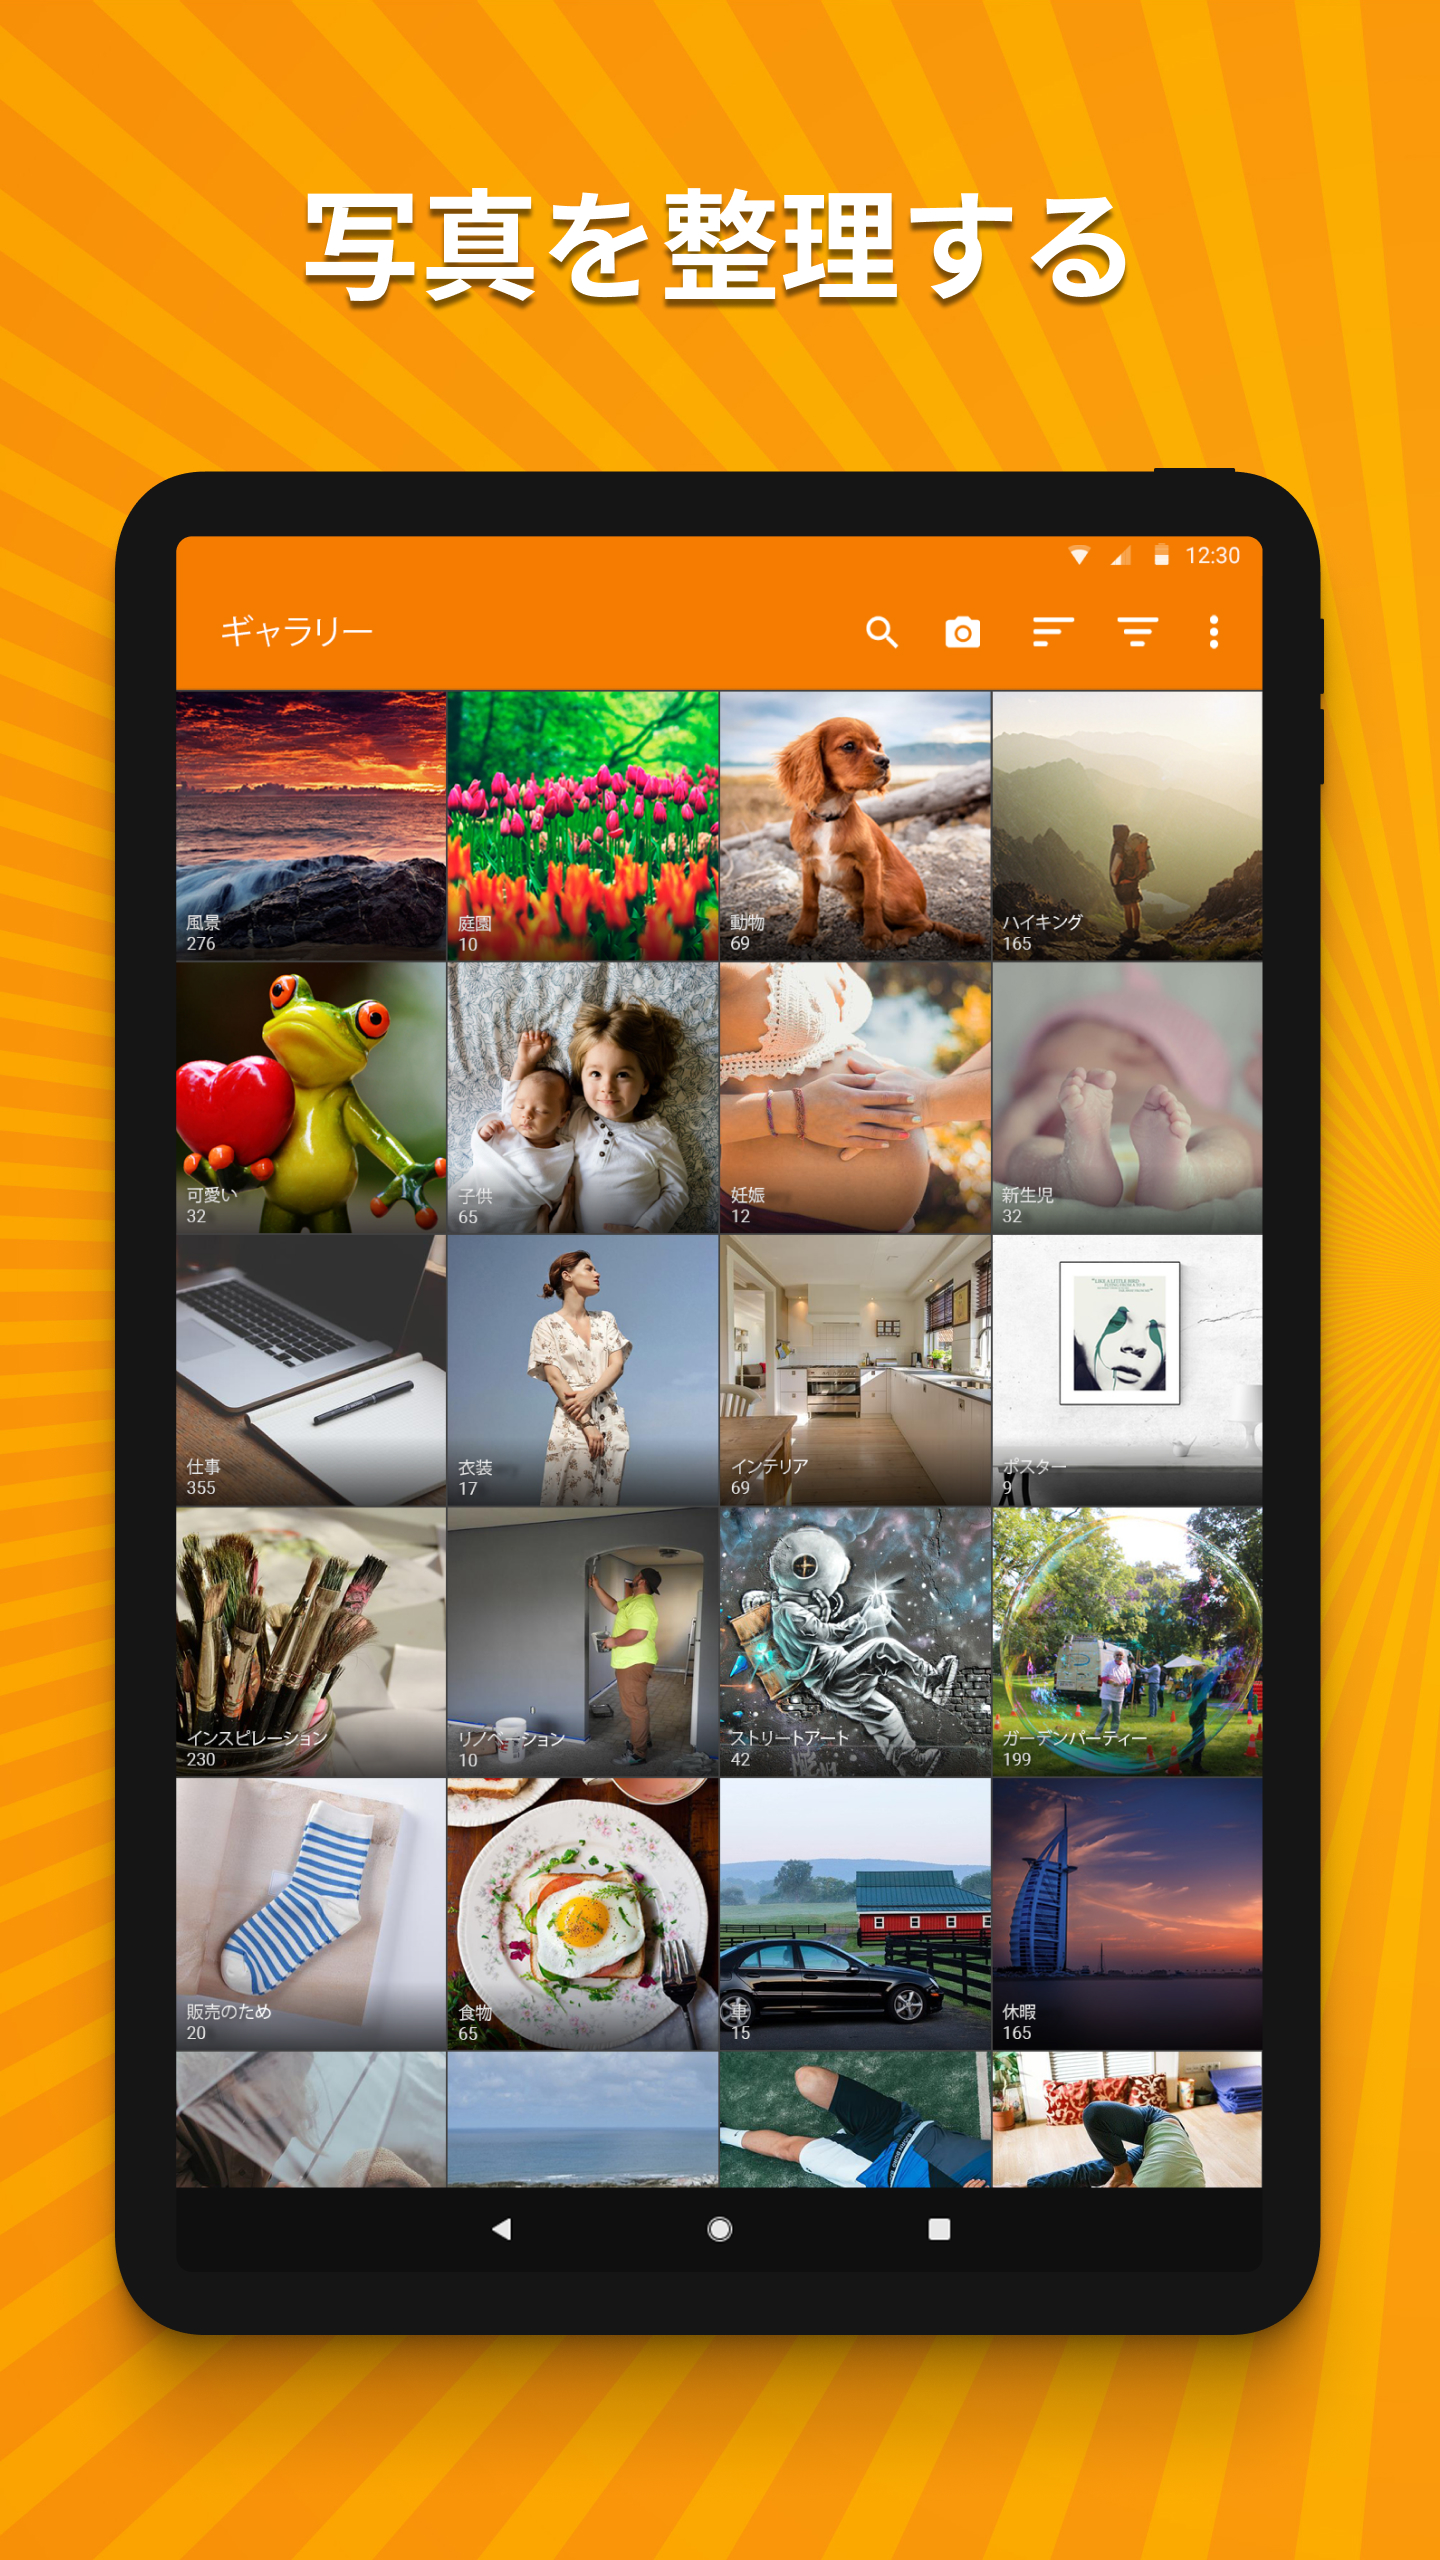 写真を整理する
12:30
ギャラリー
風景
276
庭園
10
動物
69
ハイキング
165
可愛い
32
子供
65
妊娠
12
新生児
32
仕事
355
衣装
17
インテリア
69
ポスター
9
インスピレーション
230
リノベーション
10
ストリートアート
42
ガーデンパーティー
199
販売のため
20
食物
65
車
15
休暇
165